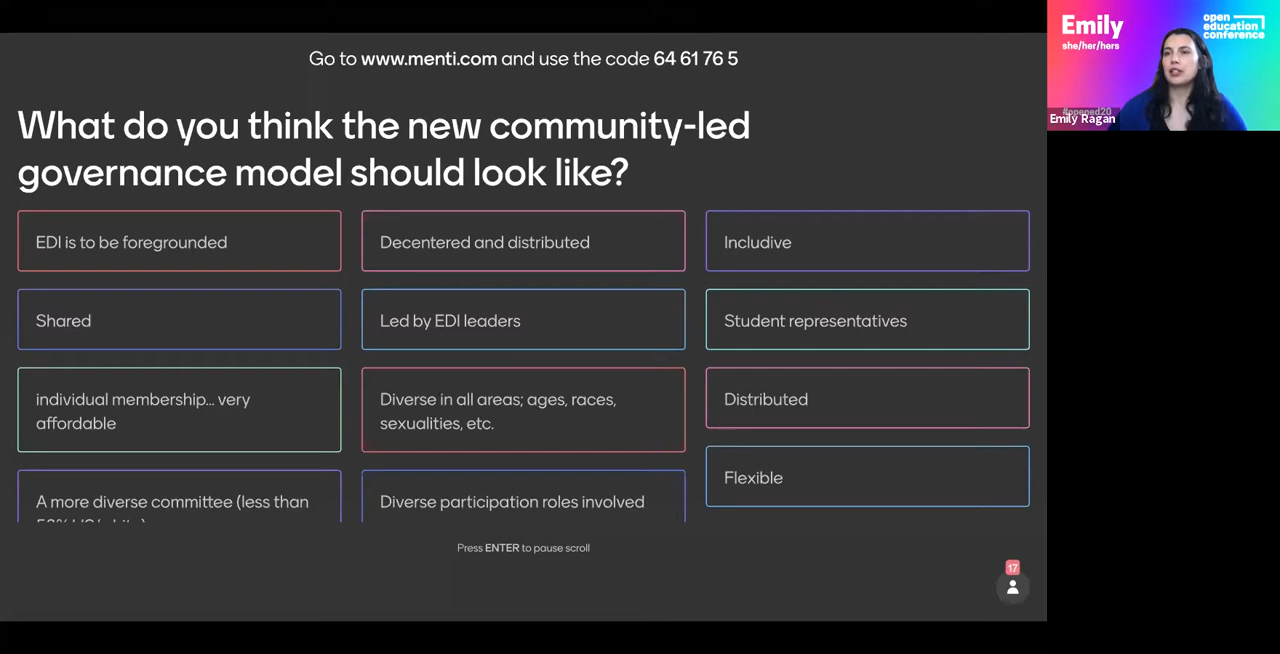 Go to www.menti.com and use the code 64 61 76 5
What do you think the new community-led
governance model should look like?
EDI is to be foregrounded
Decentered and distributed
Includive
Shared
Led by EDI leaders
Student representatives
individual membership... very
affordable
Diverse in all areas; ages, races,
sexualities, etc.
Distributed
Flexible
A more diverse committee (less than
Diverse participation roles involved
Press ENTER to pause scroll
17
Emily
she/her/hers
open
education
conference
#opened20
Emily Ragan